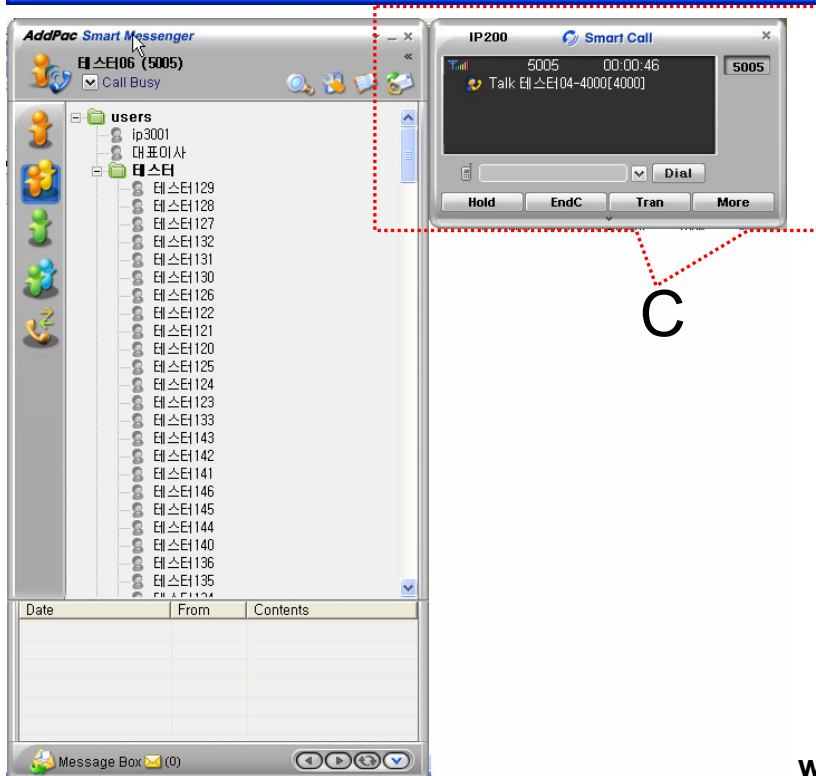 AddPac Smart Messenger
테스터06 (5005)
Call Busy
users
ip3001
대표이사
테스터
테스터129
테스터128
테스터127
테스터132
테스터131
테스터130
테스터126
테스터122
테스터121
테스터120
테스터125
테스터124
테스터123
테스터133
테스터143
테스터142
테스터141
테스터146
테스터145
테스터144
테스터140
테스터136
테스터135
Date From Contents
Message Box (0)
IP200 Smart Call
5005 00:00:46 5005
Talk 테스터04-4000[4000]
Dial
Hold EndC Tran More
C